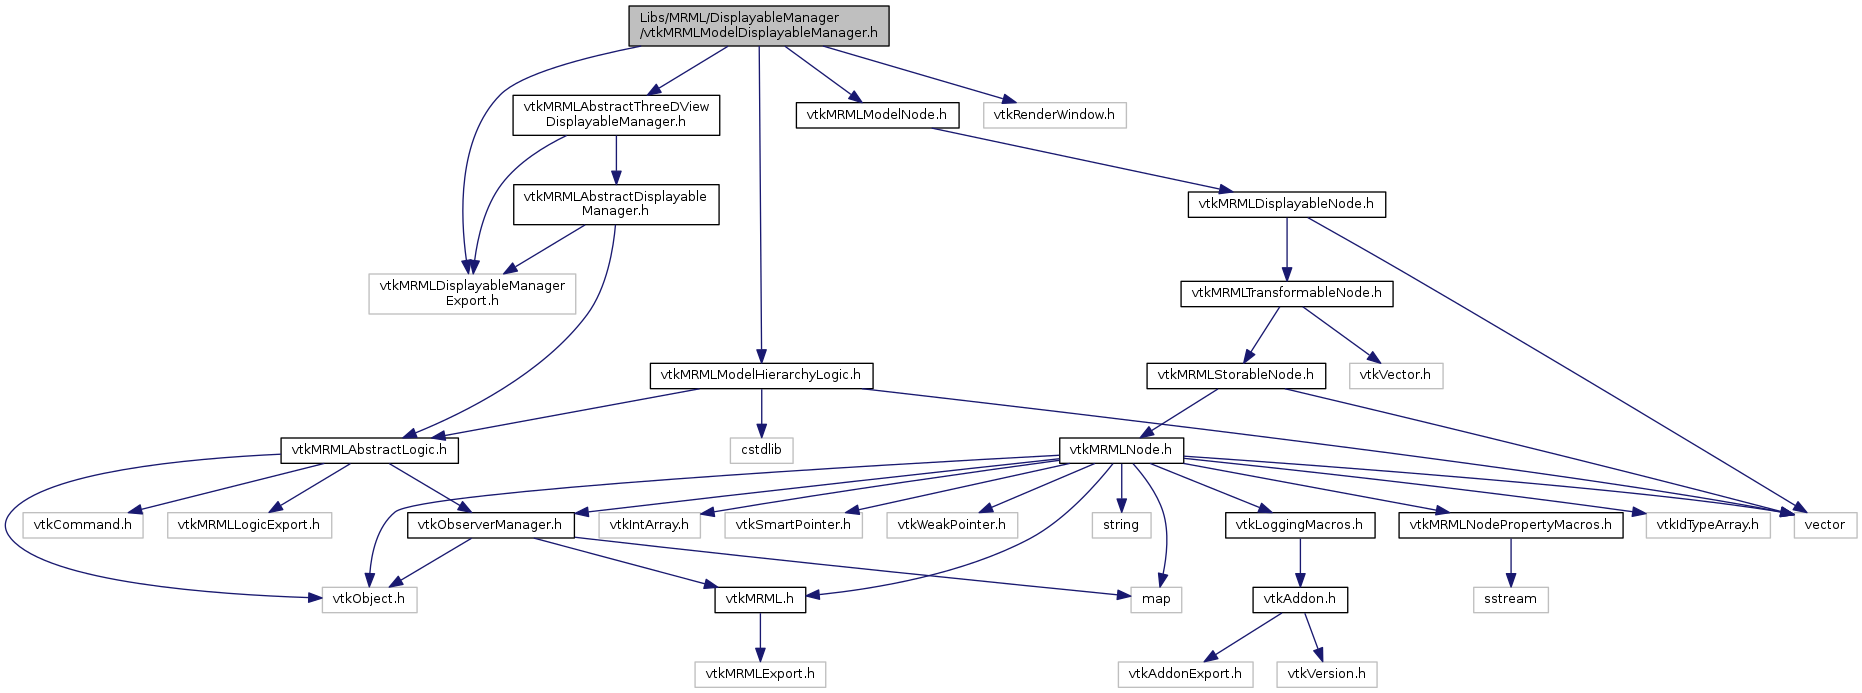 Libs/MRML/DisplayableManager
/vtkMRMLModelDisplayableManager.h
vtkMRMLAbstractThreeDView
DisplayableManager.h
vtkMRMLModelNode.h
vtkRenderWindow.h
vtkMRMLAbstractDisplayable
Manager.h
vtkMRMLDisplayableNode.h
vtkMRMLDisplayableManager
Export.h
vtkMRMLTransformableNode.h
vtkMRMLModelHierarchyLogic.h
vtkMRMLStorableNode.h
vtkVector.h
vtkMRMLAbstractLogic.h
cstdlib
vtkMRMLNode.h
vtkCommand.h
vtkMRMLLogicExport.h
vtkObserverManager.h
vtkIntArray.h
vtkSmartPointer.h
vtkWeakPointer.h
string
vtkLoggingMacros.h
vtkMRMLNodePropertyMacros.h
vtkIdTypeArray.h
vector
vtkObject.h
vtkMRML.h
map
vtkAddon.h
sstream
vtkMRMLExport.h
vtkAddonExport.h
vtkVersion.h